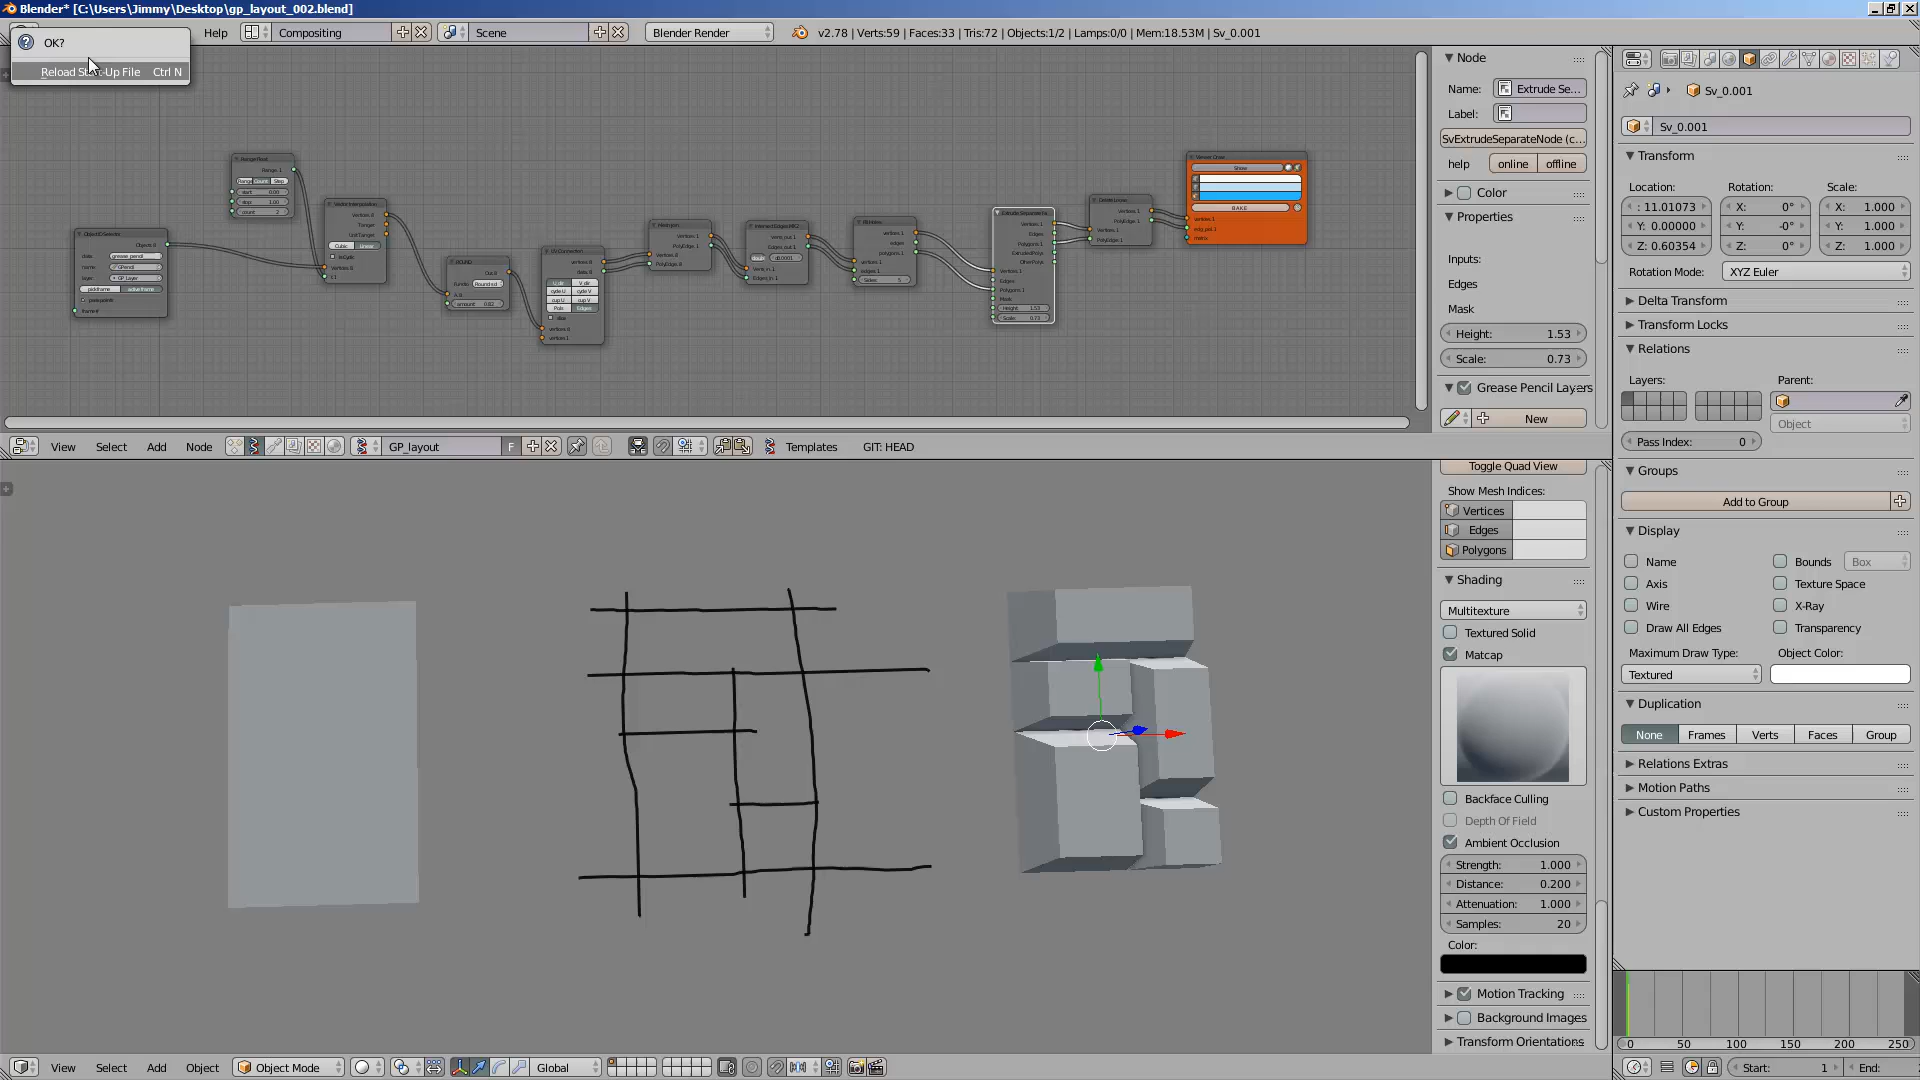 Blender* [C:\Users\Jimmy\Desktop\gp_layout_002.blend]
OK?
Reload Start-Up File Ctrl N
Help Compositing Scene Blender Render v2.78 | Verts:59 | Faces:33 | Tris:72 | Objects:1/2 | Lamps:0/0 | Mem:18.53M | Sv_0.001
Node
Name: Extrude Se...
Label:
SvExtrudeSeparateNode (c...
help online offline
Color
Properties
Inputs:
Edges
Mask
Height: 1.53
Scale: 0.73
Grease Pencil Layers
New
Sv_0.001
Sv_0.001
Transform
Location: Rotation: Scale:
: 11.01073 X: 0° X: 1.000
Y: 0.00000 Y: -0° Y: 1.000
Z: 0.60354 Z: 0° Z: 1.000
Rotation Mode: XYZ Euler
Delta Transform
Transform Locks
Relations
Layers: Parent:
Object
Pass Index: 0
Groups
Add to Group
Display
Name Bounds Box
Axis Texture Space
Wire X-Ray
Draw All Edges Transparency
Maximum Draw Type: Object Color:
Textured
Duplication
None Frames Verts Faces Group
Relations Extras
Motion Paths
Custom Properties
View Select Add Node GP_layout F Templates GIT: HEAD
Toggle Quad View
Show Mesh Indices:
Vertices
Edges
Polygons
Shading
Multitexture
Textured Solid
Matcap
Backface Culling
Depth Of Field
Ambient Occlusion
Strength: 1.000
Distance: 0.200
Attenuation: 1.000
Samples: 20
Color:
Motion Tracking
Background Images
Transform Orientations
0 50 100 150 200 250
View Select Add Object Object Mode Global
Start: 1 End: